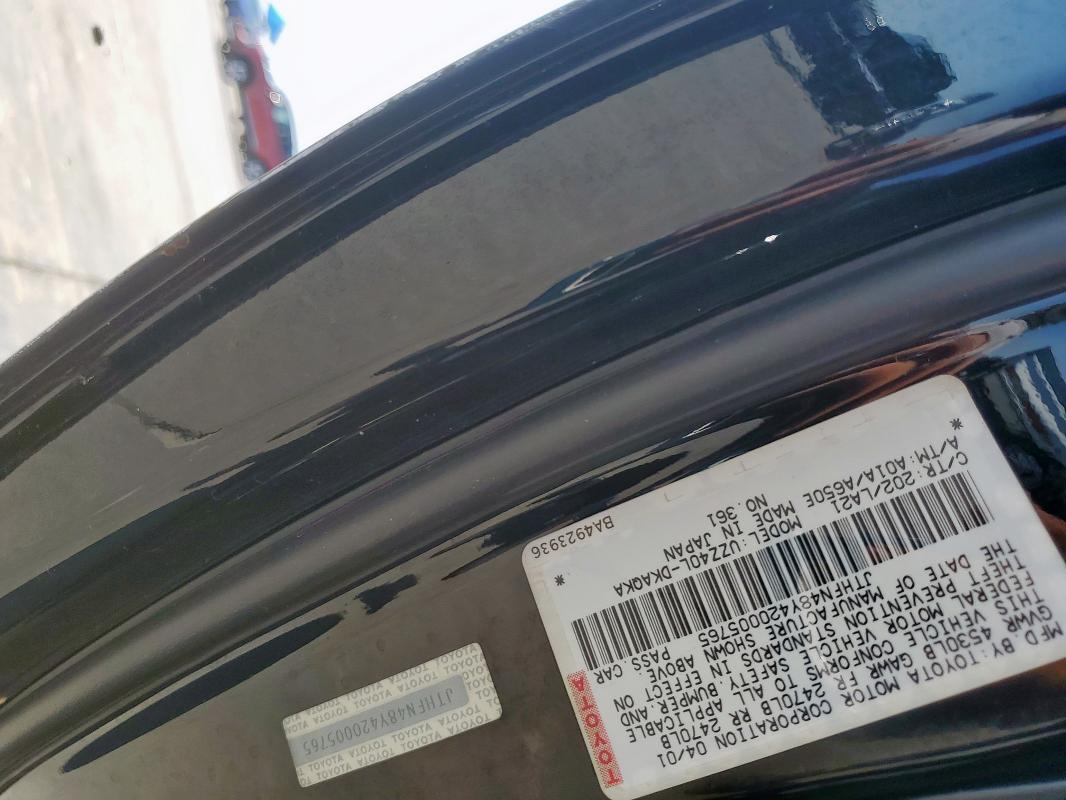 MFD BY:TOYOTA MOTOR CORPORATION 04/01
GVWR 4530LB GAWR FR 2470LB RR 2470LB
THIS VEHICLE CONFORMS TO ALL APPLICABLE
FEDERAL MOTOR VEHICLE SAFETY,BUMPER,AND
THEFT PREVENTION STANDARDS IN EFFECT ON
THE DATE OF MANUFACTURE SHOWN ABOVE.
JTHFN48Y420005765 PASS.CAR
TOYOTA
C/TR:202/LA21 MODEL:UZZ40L-DKAQKA
A/TM:A01A/A650E MADE IN JAPAN
NO.361
BA4923936
JTHFN48Y420005765
TOYOTA TOYOTA TOYOTA TOYOTA